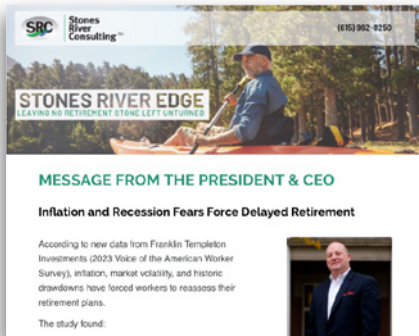 SRC
Stones
River
Consulting
(615) 962-8250
STONES RIVER EDGE
LEAVING NO RETIREMENT STONE LEFT UNTURNED
MESSAGE FROM THE PRESIDENT & CEO
Inflation and Recession Fears Force Delayed Retirement
According to new data from Franklin Templeton
Investments (2023 Voice of the American Worker
Survey), inflation, market volatility, and historic
drawdowns have forced workers to reassess their
retirement plans.
The study found: